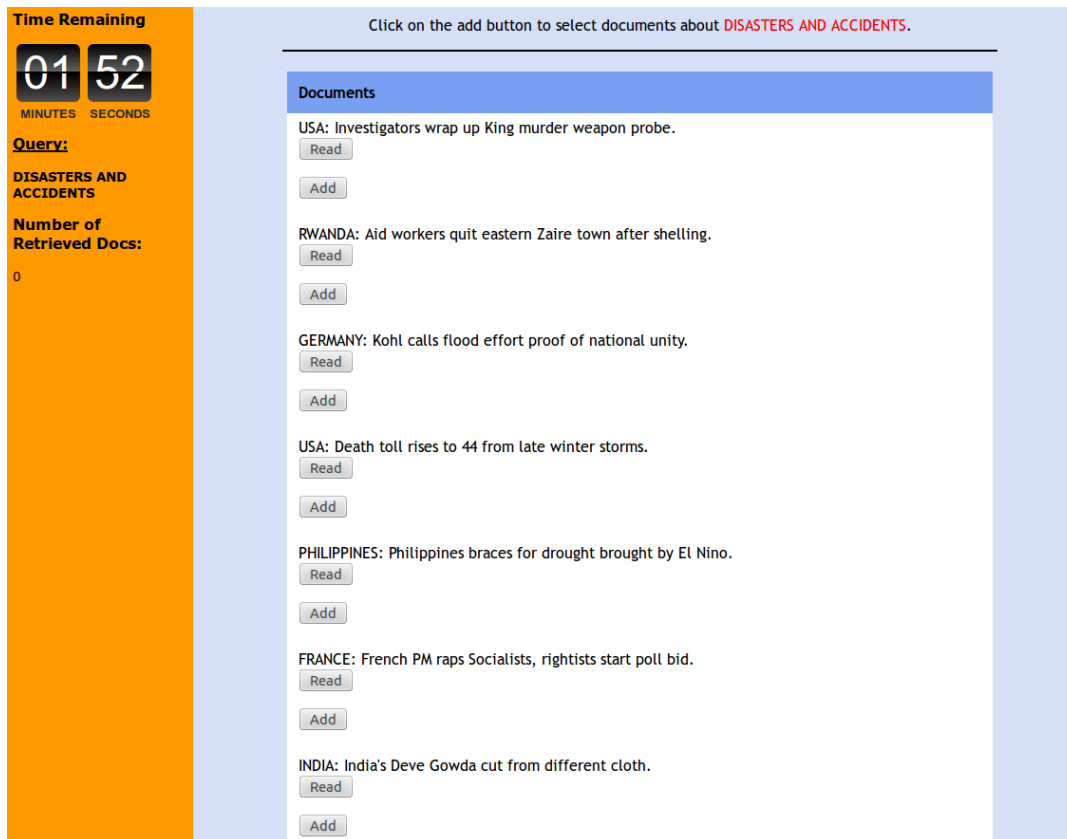 Time Remaining
01 52
MINUTES SECONDS
Query:
DISASTERS AND
ACCIDENTS
Number of
Retrieved Docs:
0
Click on the add button to select documents about DISASTERS AND ACCIDENTS.
Documents
USA: Investigators wrap up King murder weapon probe.
Read
Add
RWANDA: Aid workers quit eastern Zaire town after shelling.
Read
Add
GERMANY: Kohl calls flood effort proof of national unity.
Read
Add
USA: Death toll rises to 44 from late winter storms.
Read
Add
PHILIPPINES: Philippines braces for drought brought by El Nino.
Read
Add
FRANCE: French PM raps Socialists, rightists start poll bid.
Read
Add
INDIA: India's Deve Gowda cut from different cloth.
Read
Add